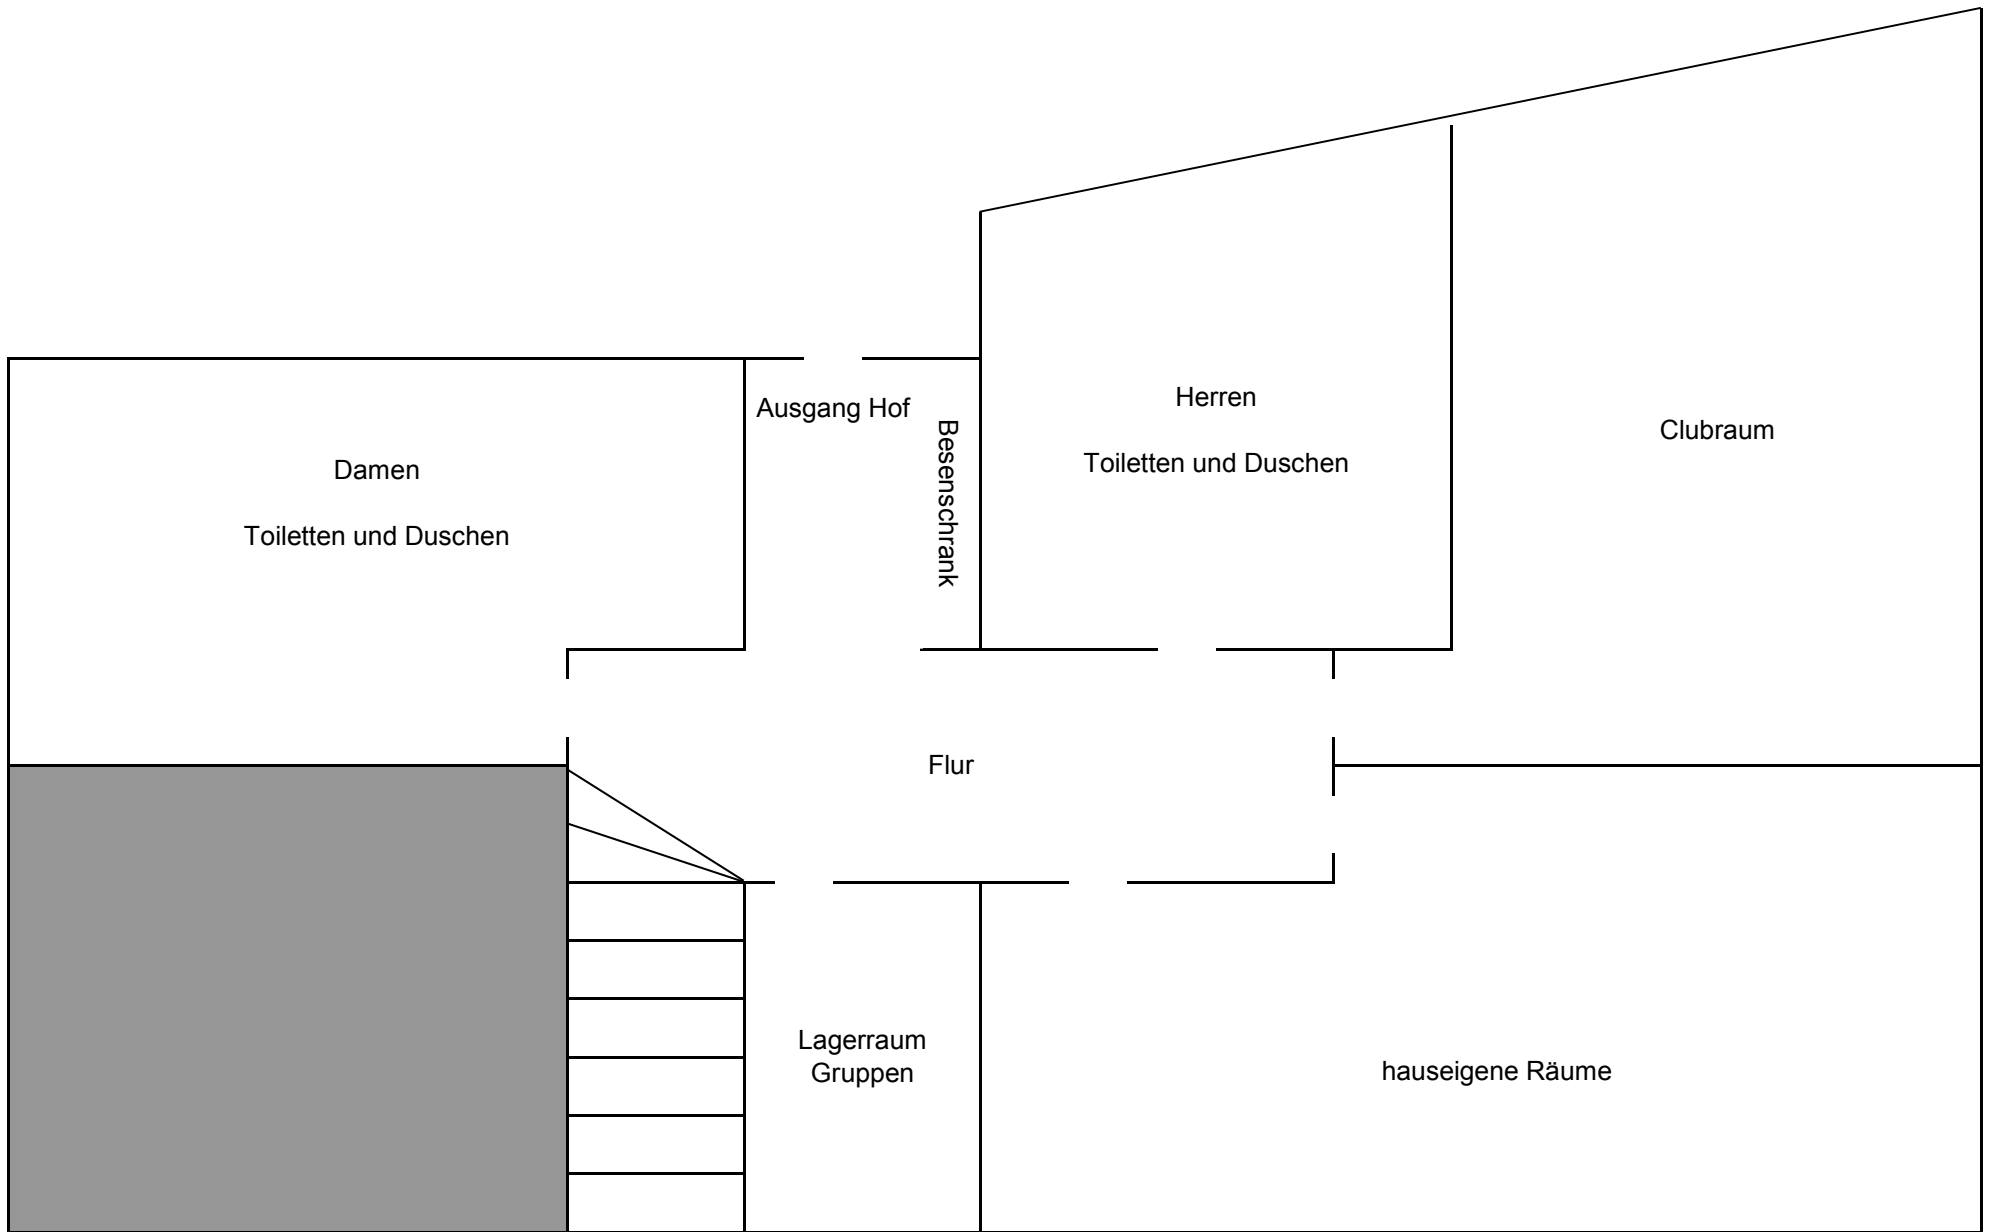 Herren
Toiletten und Duschen
Ausgang Hof
Besenschrank
Clubraum
Damen
Toiletten und Duschen
Flur
Lagerraum
Gruppen
hauseigene Räume